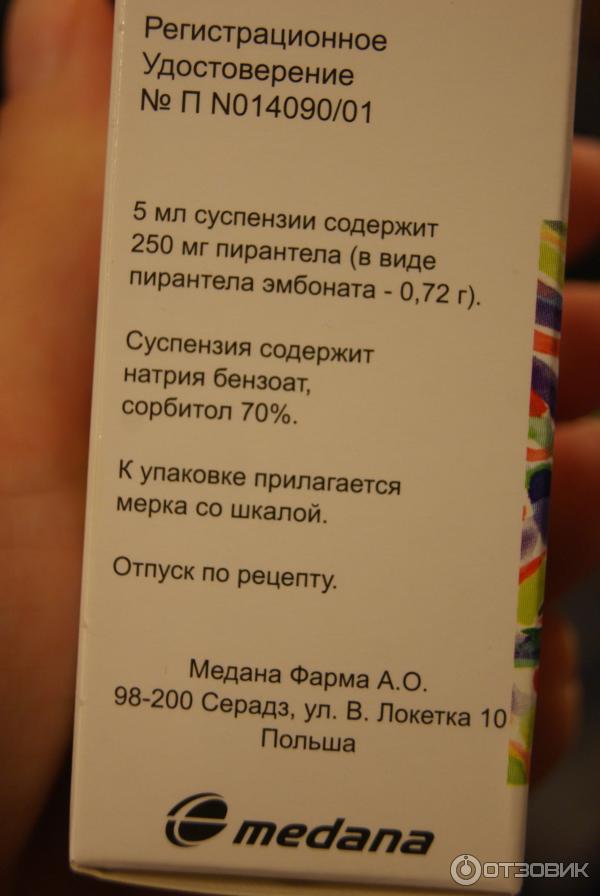 Регистрационное
Удостоверение
№ П N014090/01
5 мл суспензии содержит
250 мг пирантела (в виде
пирантела эмбоната - 0,72 г).
Суспензия содержит
натрия бензоат,
сорбитол 70%.
К упаковке прилагается
мерка со шкалой.
Отпуск по рецепту.
Медана Фарма А.О.
98-200 Серадз, ул. В. Локетка 10
Польша
medana
ОТЗОВИК